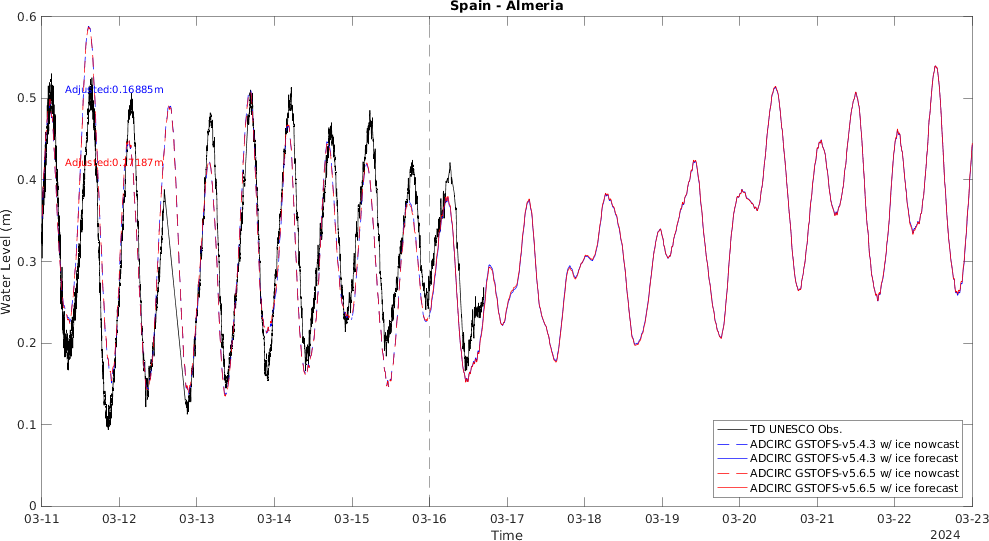 Spain - Almeria
Water Level (m)
0.6
0.5
0.4
0.3
0.2
0.1
0
Adjusted:0.16885m
Adjusted:0.17187m
TD UNESCO Obs.
ADCIRC GSTOFS-v5.4.3 w/ ice nowcast
ADCIRC GSTOFS-v5.4.3 w/ ice forecast
ADCIRC GSTOFS-v5.6.5 w/ ice nowcast
ADCIRC GSTOFS-v5.6.5 w/ ice forecast
03-11 03-12 03-13 03-14 03-15 03-16 03-17 03-18 03-19 03-20 03-21 03-22 03-23
Time
2024